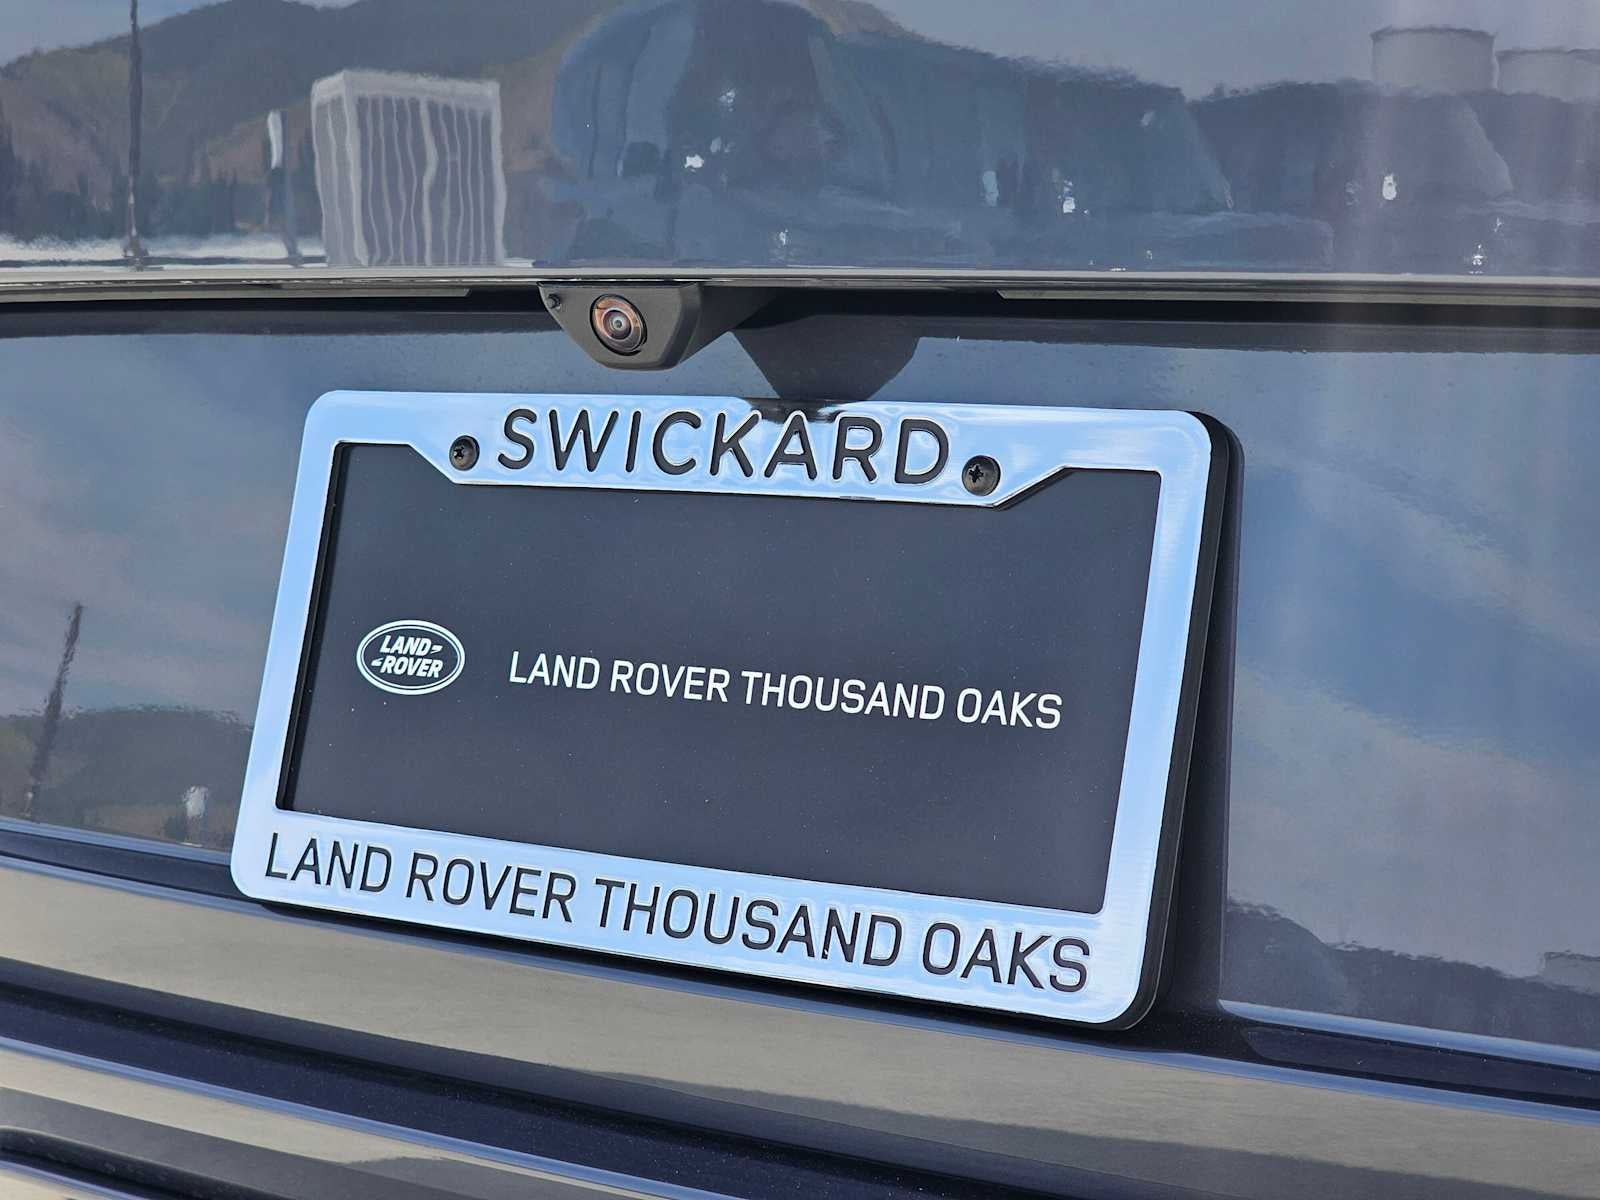 SWICKARD
LAND
ROVER
LAND ROVER THOUSAND OAKS
LAND ROVER THOUSAND OAKS